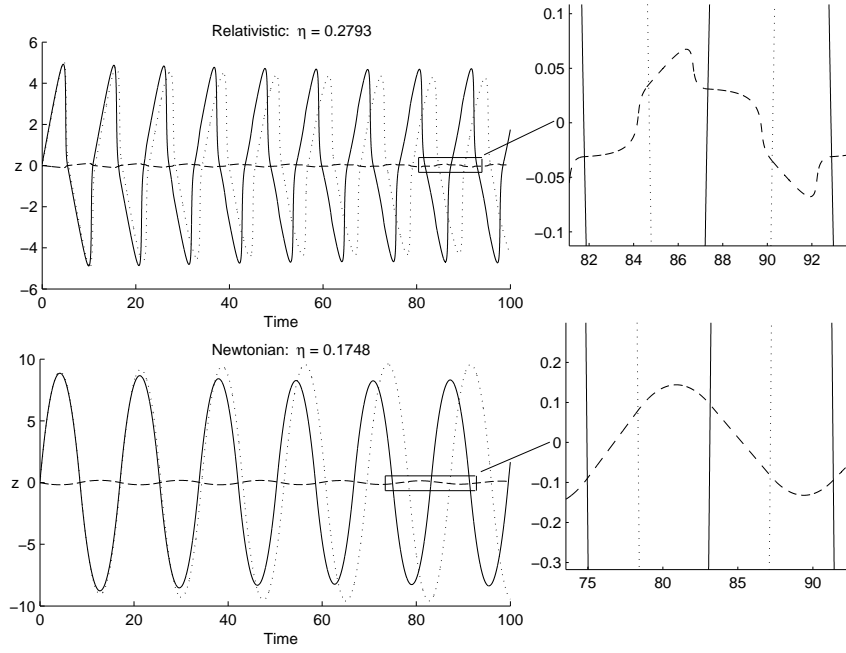 Relativistic: η = 0.2793
6
4
2
z 0
−2
−4
−6
0 20 40 60 80 100
Time
0.1
0.05
0
−0.05
−0.1
82 84 86 88 90 92
Newtonian: η = 0.1748
10
5
z 0
−5
−10
0 20 40 60 80 100
Time
0.2
0.1
0
−0.1
−0.2
−0.3
75 80 85 90